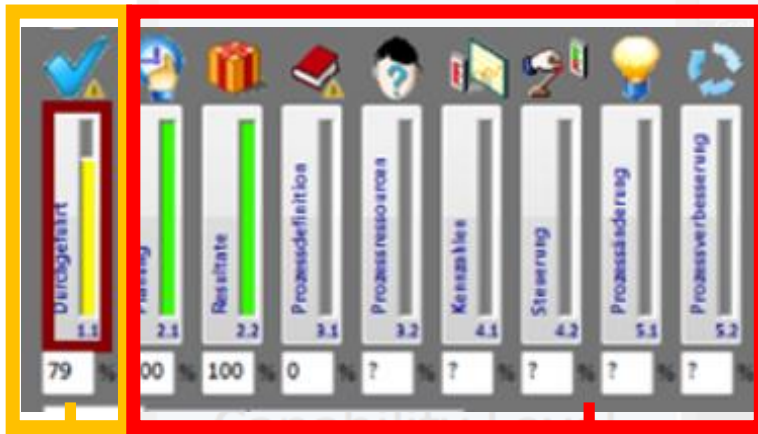 Durchgeführt
1.1
79 %
Planung
2.1
00 %
Resultate
2.2
100 %
Prozessdefinition
3.1
0 %
Prozessressourcen
3.2
? %
Kennzahlen
4.1
? %
Steuerung
4.2
? %
Prozessänderung
5.1
? %
Prozessverbesserung
5.2
? %